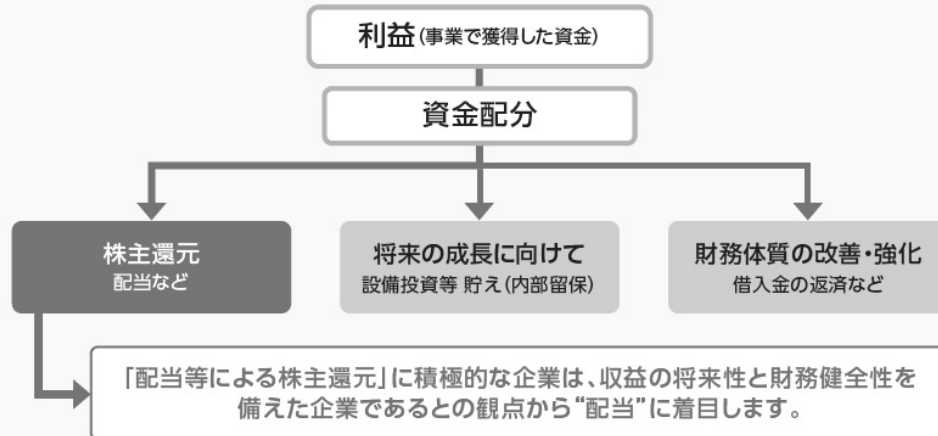 利益(事業で獲得した資金)
資金配分
株主還元
配当など
将来の成長に向けて
設備投資等 貯え(内部留保)
財務体質の改善・強化
借入金の返済など
「配当等による株主還元」に積極的な企業は、収益の将来性と財務健全性を
備えた企業であるとの観点から“配当”に着目します。